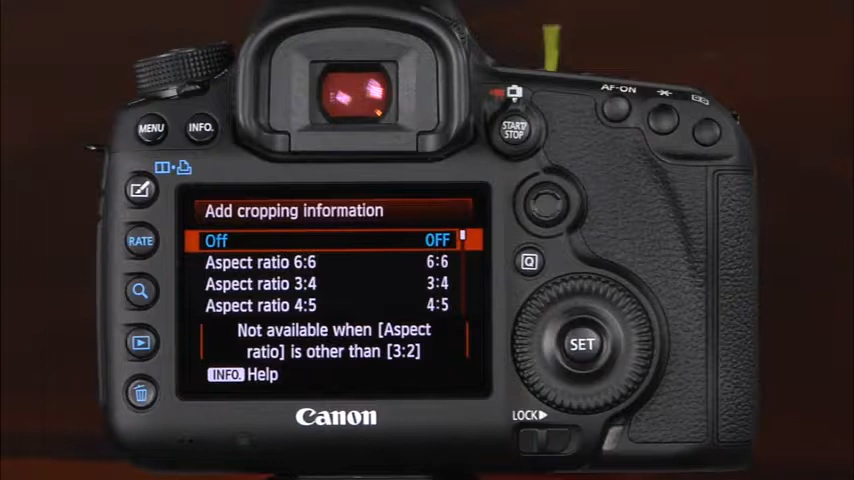 AF-ON
MENU
INFO.
START/
STOP
Add cropping information
RATE
Off OFF
Aspect ratio 6:6 6:6
Aspect ratio 3:4 3:4
Aspect ratio 4:5 4:5
Not available when [Aspect
ratio] is other than [3:2]
INFO. Help
Q
SET
Canon
LOCK▶